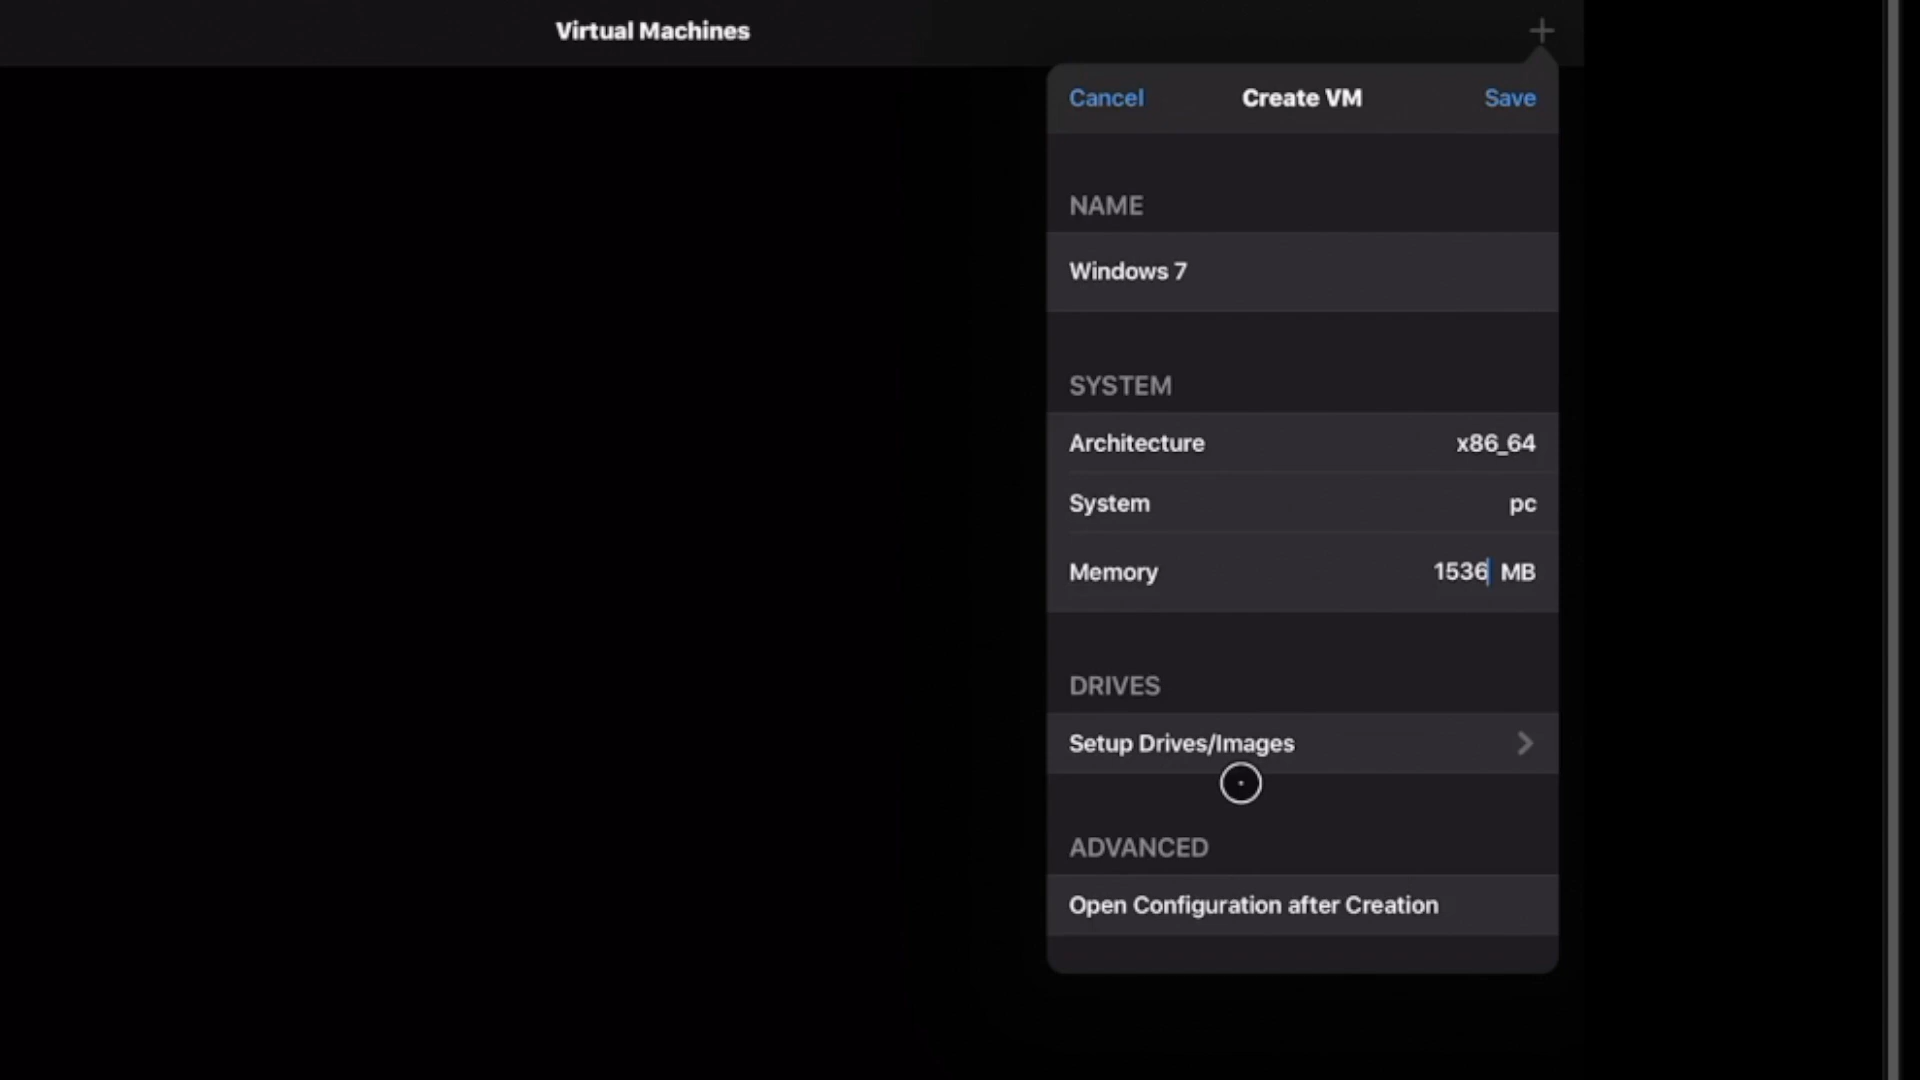 Virtual Machines
Cancel Create VM Save
NAME
Windows 7
SYSTEM
Architecture x86_64
System pc
Memory 1536 MB
DRIVES
Setup Drives/Images
ADVANCED
Open Configuration after Creation